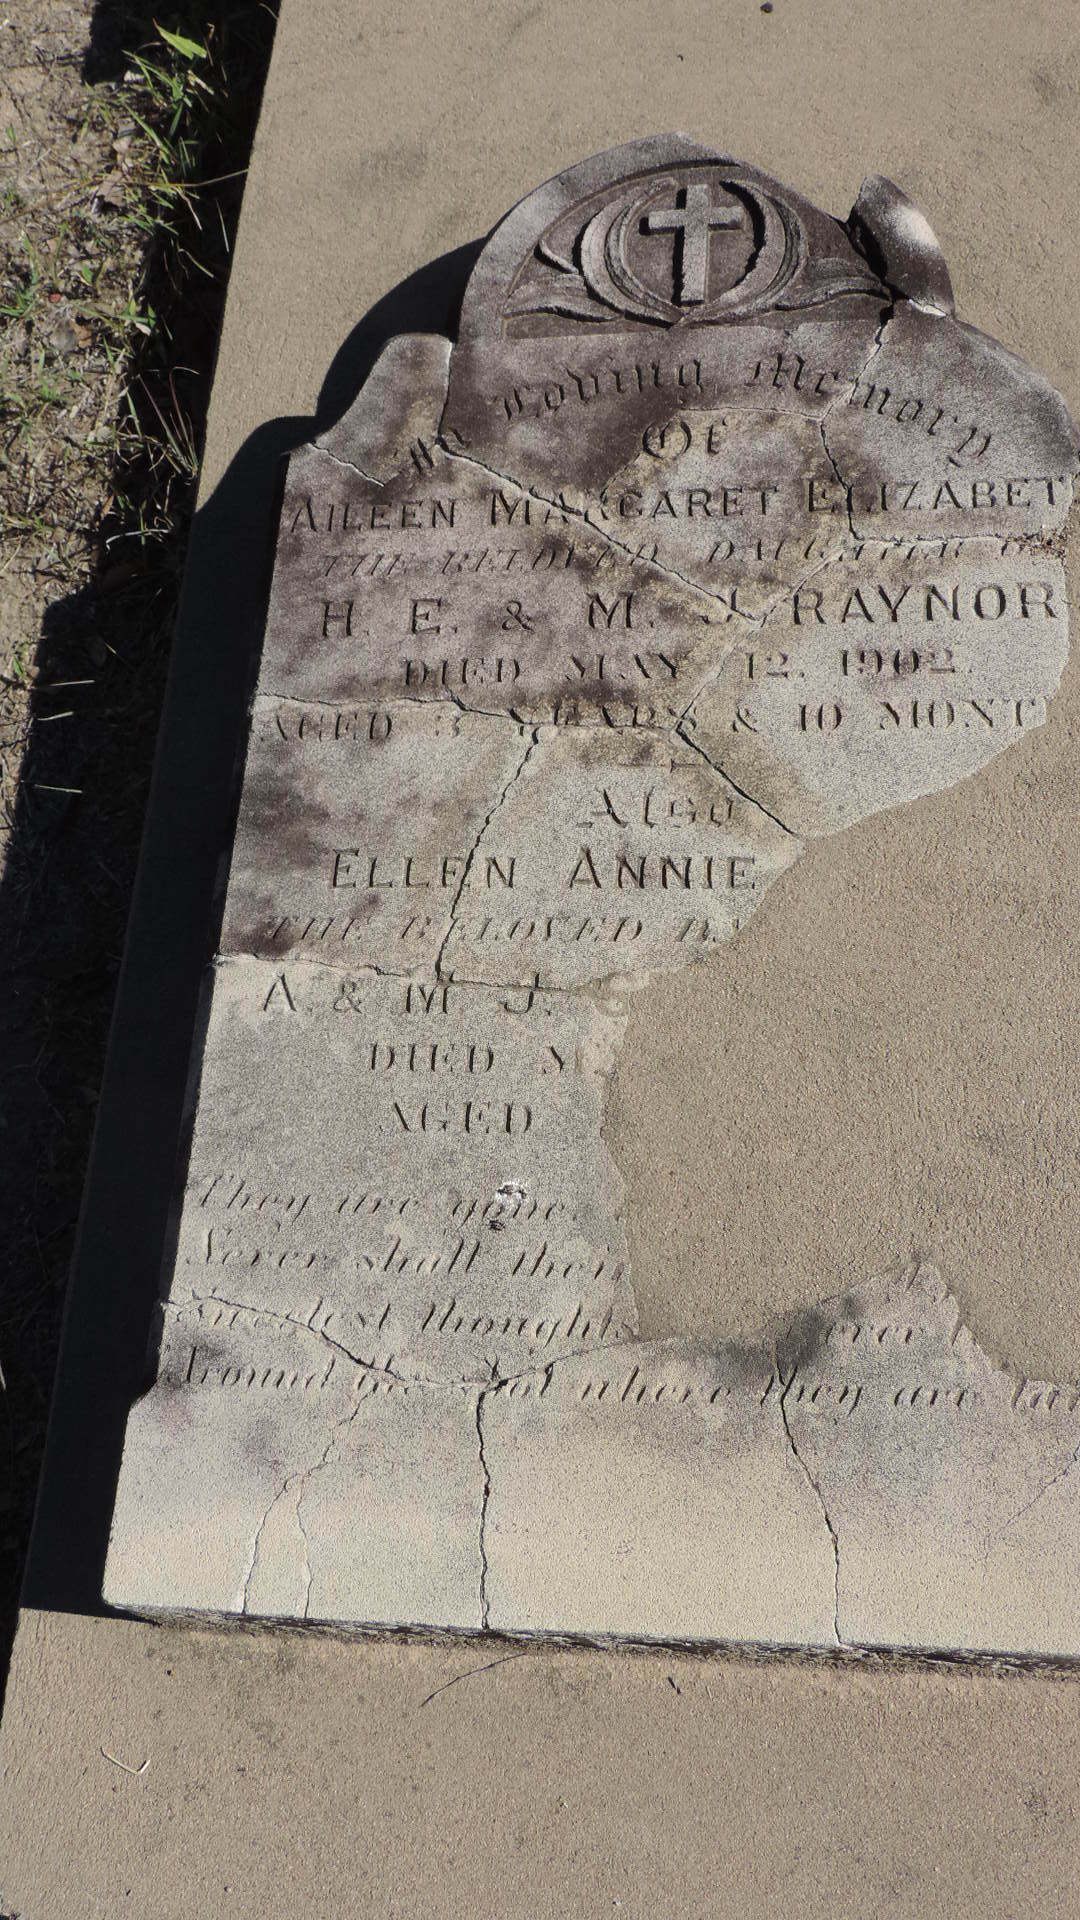 In Loving Memory
Of
AILEEN MARGARET ELIZABET
THE BELOVED DAUGHTER O
H. E. & M. J. RAYNOR
DIED MAY 12. 1902.
AGED 3 YEARS & 10 MONT
Also
ELLEN ANNIE
THE BELOVED
A. & M. J.
DIED
AGED
They are gone.
Never shall their
sweetest thoughts ever
Around the spot where they are